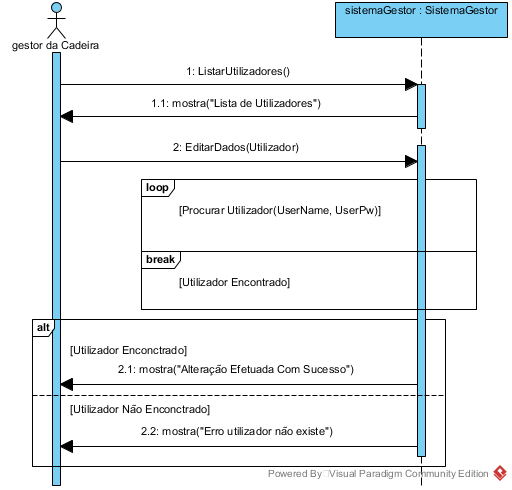 gestor da Cadeira
sistemaGestor : SistemaGestor
1: ListarUtilizadores()
1.1: mostra("Lista de Utilizadores")
2: EditarDados(Utilizador)
loop
[Procurar Utilizador(UserName, UserPw)]
break
[Utilizador Encontrado]
alt
[Utilizador Enconctrado]
2.1: mostra("Alteração Efetuada Com Sucesso")
[Utilizador Não Enconctrado]
2.2: mostra("Erro utilizador não existe")
Powered By Visual Paradigm Community Edition